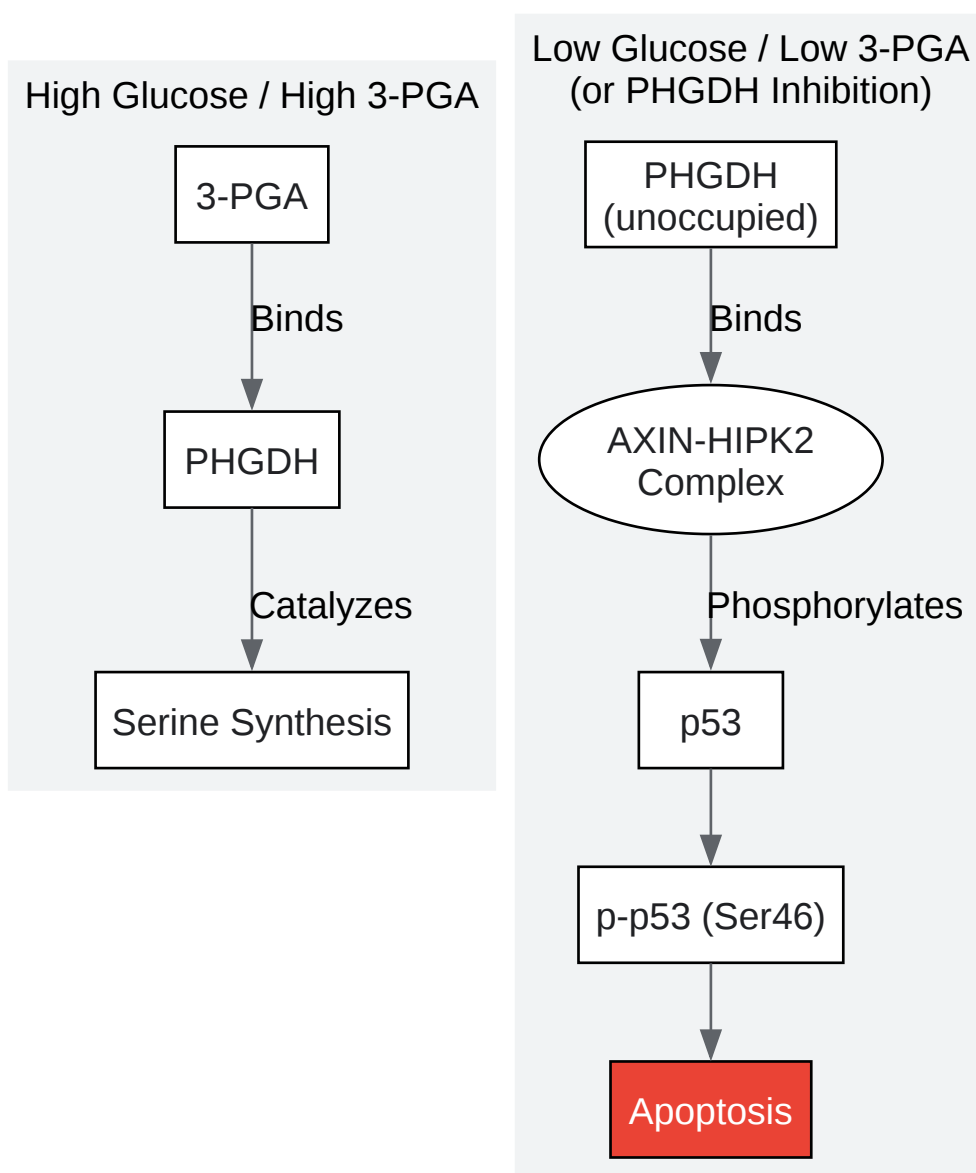 High Glucose / High 3-PGA
3-PGA
Binds
PHGDH
Catalyzes
Serine Synthesis
Low Glucose / Low 3-PGA
(or PHGDH Inhibition)
PHGDH
(unoccupied)
Binds
AXIN-HIPK2
Complex
Phosphorylates
p53
p-p53 (Ser46)
Apoptosis